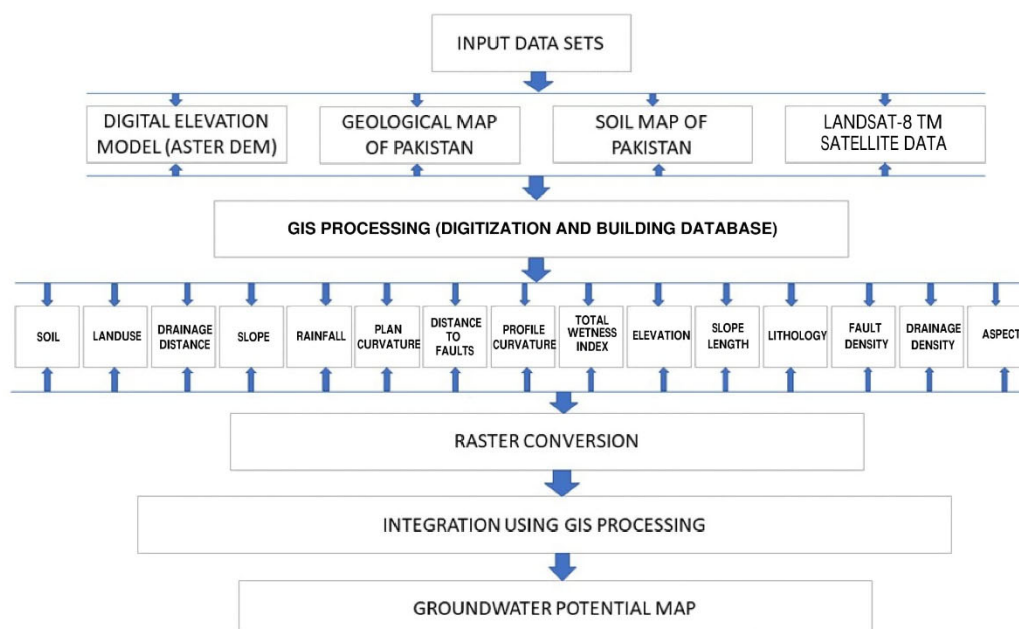 INPUT DATA SETS
DIGITAL ELEVATION
MODEL (ASTER DEM)
GEOLOGICAL MAP
OF PAKISTAN
SOIL MAP OF
PAKISTAN
LANDSAT-8 TM
SATELLITE DATA
GIS PROCESSING (DIGITIZATION AND BUILDING DATABASE)
SOIL
LANDUSE
DRAINAGE
DISTANCE
SLOPE
RAINFALL
PLAN
CURVATURE
DISTANCE
TO
FAULTS
PROFILE
CURVATURE
TOTAL
WETNESS
INDEX
ELEVATION
SLOPE
LENGTH
LITHOLOGY
FAULT
DENSITY
DRAINAGE
DENSITY
ASPECT
RASTER CONVERSION
INTEGRATION USING GIS PROCESSING
GROUNDWATER POTENTIAL MAP